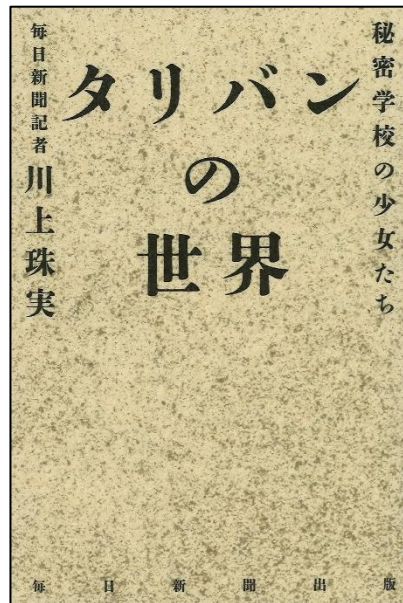 秘密学校の少女たち
タリバン
の
世界
毎日新聞記者 川上珠実
毎日新聞出版